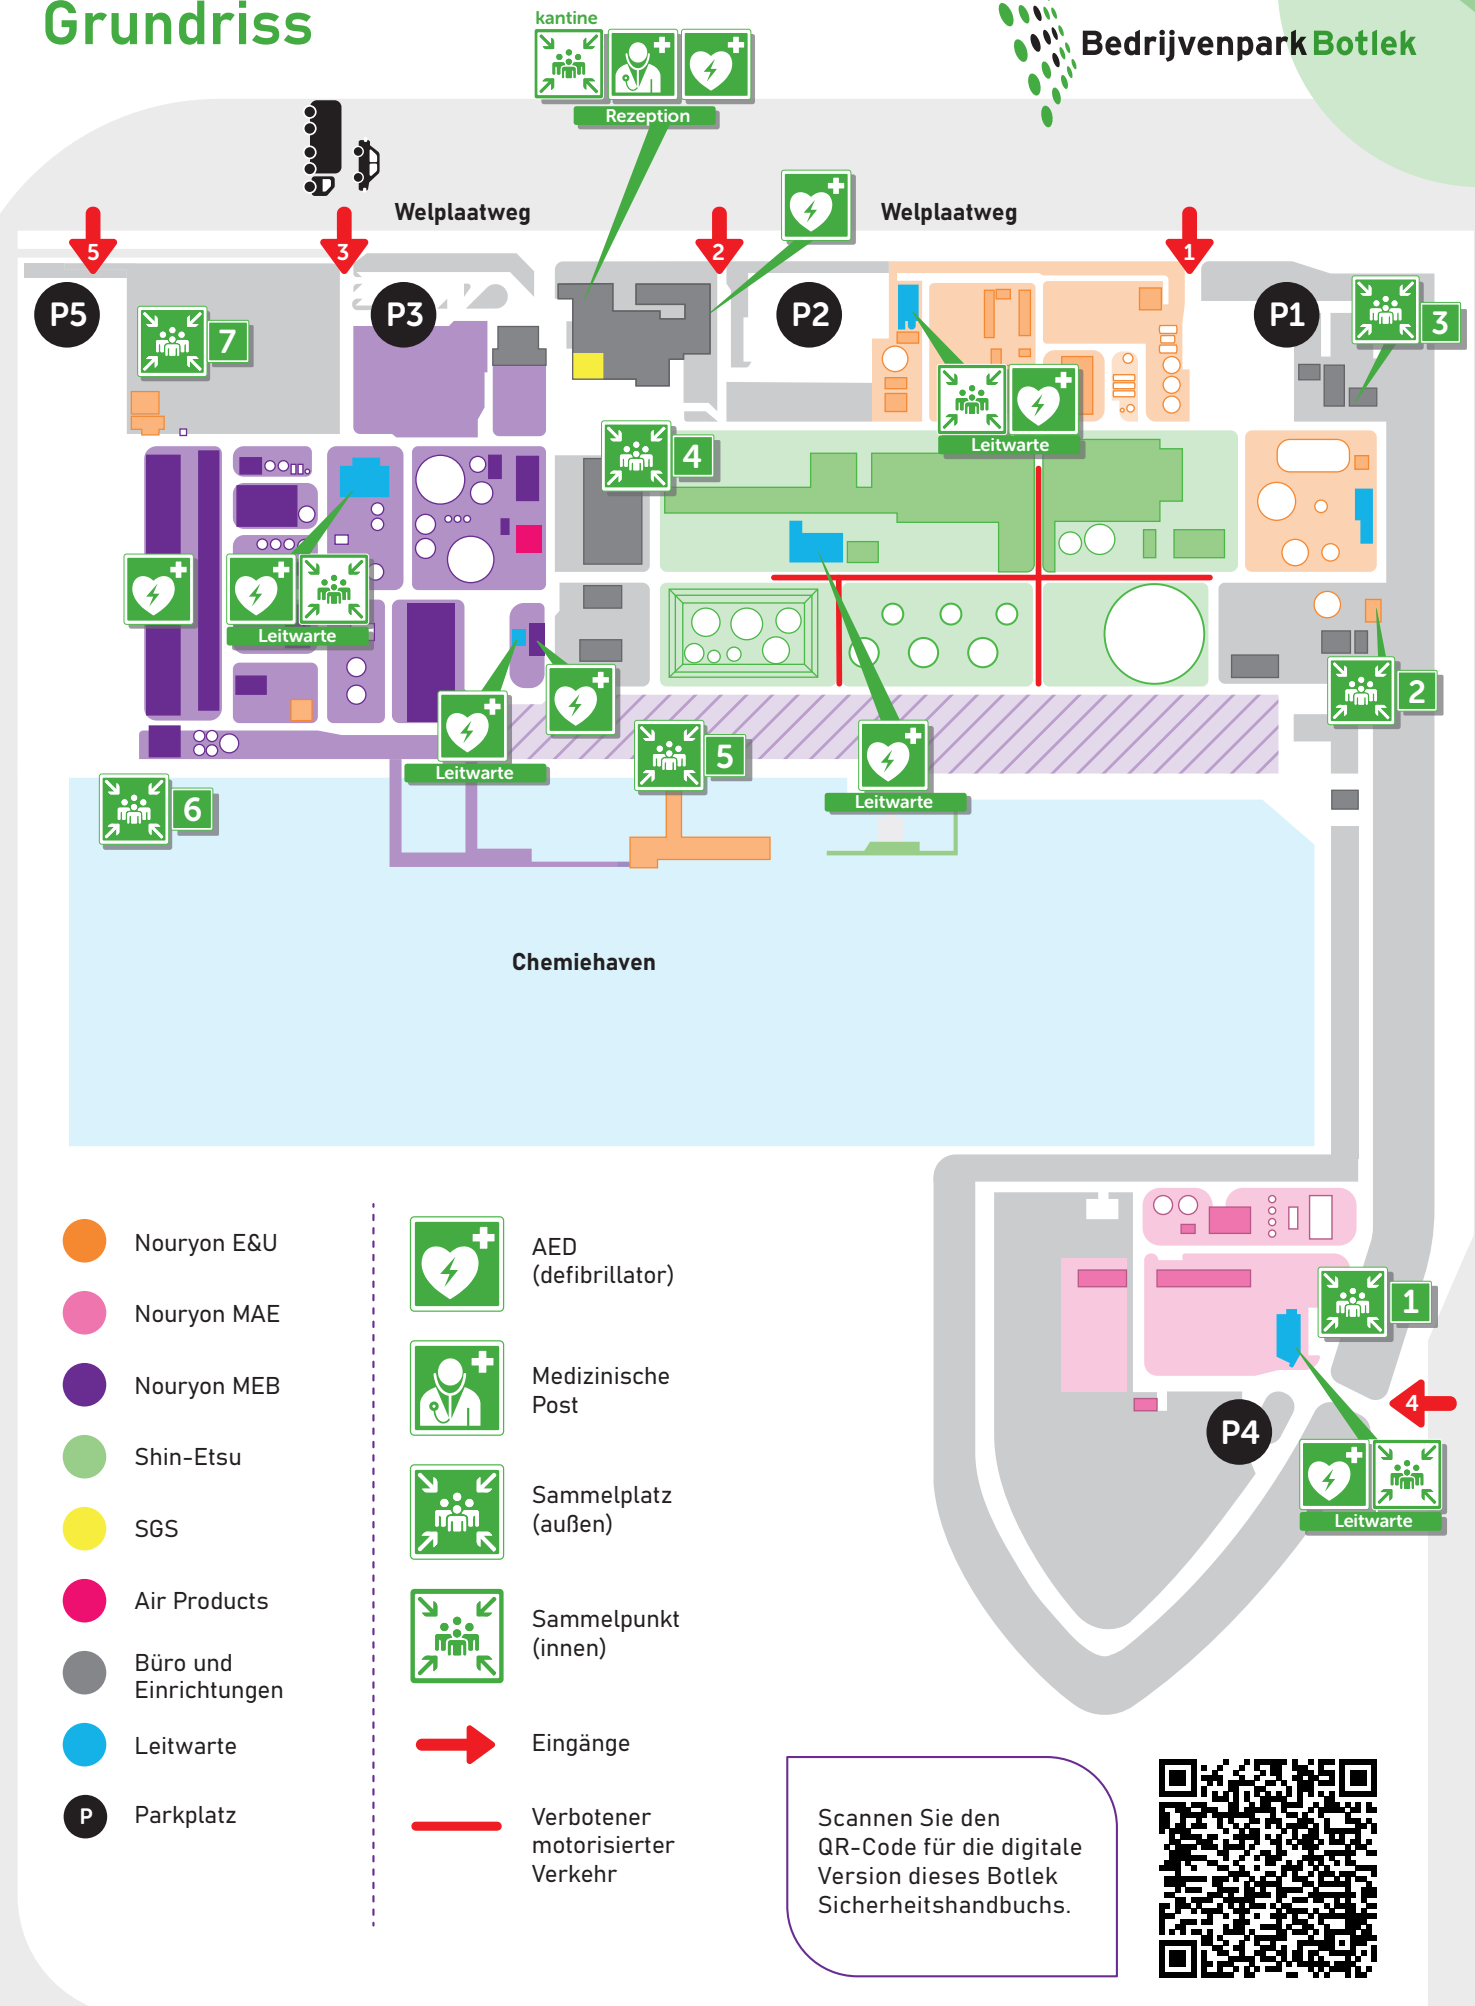 Grundriss
kantine
Bedrijvenpark Botlek
Rezeption
Welplaatweg
Welplaatweg
5
3
2
1
P5
P3
P2
P1
7
3
4
Leitwarte
Leitwarte
2
5
Leitwarte
Leitwarte
6
Chemiehaven
1
4
P4
Leitwarte
Nouryon E&U
Nouryon MAE
Nouryon MEB
Shin-Etsu
SGS
Air Products
Büro und
Einrichtungen
Leitwarte
P
Parkplatz
AED
(defibrillator)
Medizinische
Post
Sammelplatz
(außen)
Sammelpunkt
(innen)
Eingänge
Verbotener
motorisierter
Verkehr
Scannen Sie den
QR-Code für die digitale
Version dieses Botlek
Sicherheitshandbuchs.